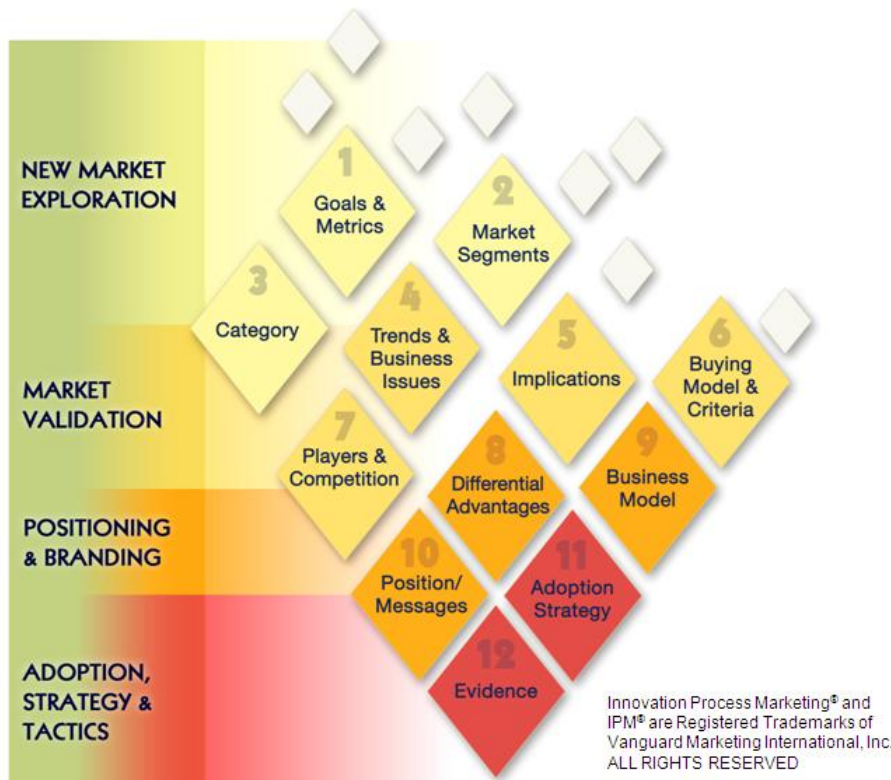 NEW MARKET
EXPLORATION
1
Goals &
Metrics
2
Market
Segments
3
Category
4
Trends &
Business
Issues
5
Implications
6
Buying
Model &
Criteria
MARKET
VALIDATION
7
Players &
Competition
8
Differential
Advantages
9
Business
Model
POSITIONING
& BRANDING
10
Position/
Messages
11
Adoption
Strategy
ADOPTION,
STRATEGY &
TACTICS
12
Evidence
Innovation Process Marketing® and
IPM® are Registered Trademarks of
Vanguard Marketing International, Inc.
ALL RIGHTS RESERVED